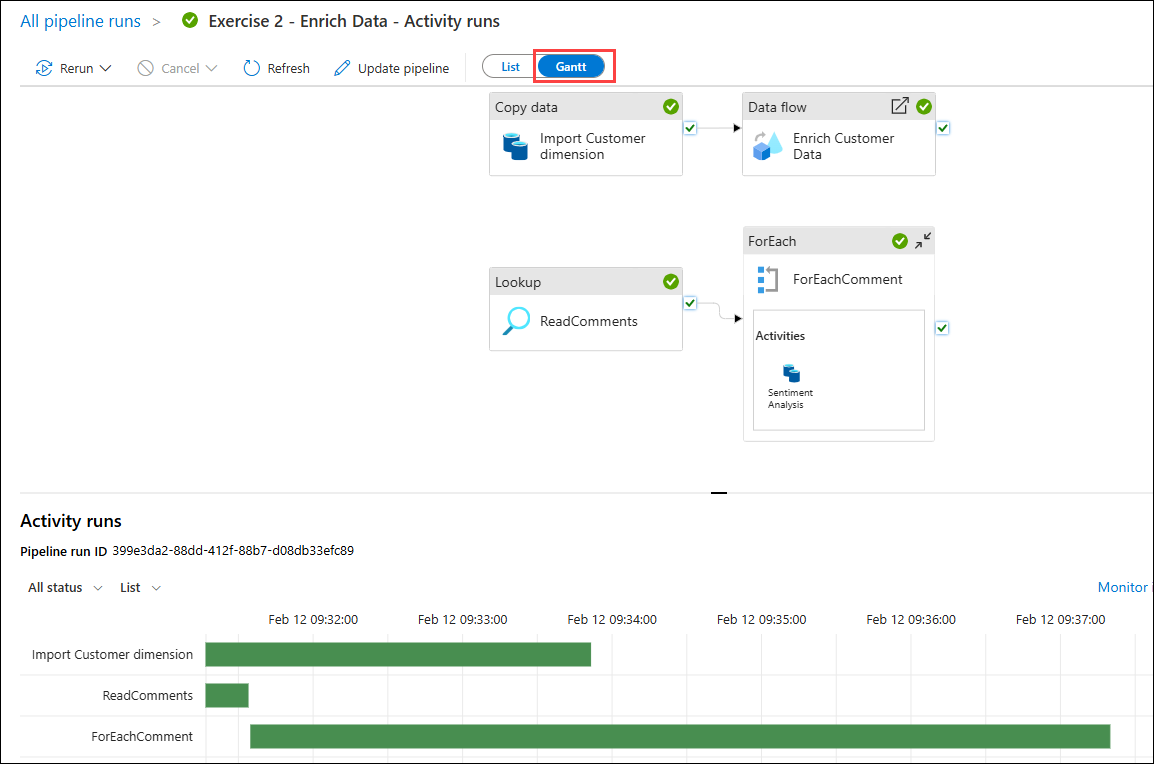 All pipeline runs > Exercise 2 - Enrich Data - Activity runs
Rerun Cancel Refresh Update pipeline List Gantt
Copy data
Import Customer
dimension
Data flow
Enrich Customer
Data
Lookup
ReadComments
ForEach
ForEachComment
Activities
Sentiment
Analysis
Activity runs
Pipeline run ID 399e3da2-88dd-412f-88b7-d08db33efc89
All status List Monitor
Feb 12 09:32:00 Feb 12 09:33:00 Feb 12 09:34:00 Feb 12 09:35:00 Feb 12 09:36:00 Feb 12 09:37:00
Import Customer dimension
ReadComments
ForEachComment